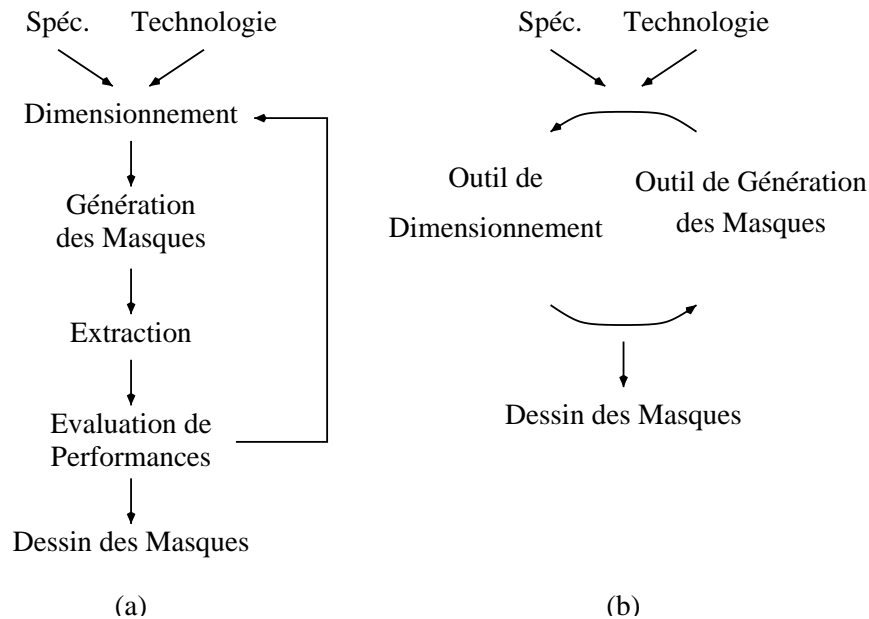 Spéc. Technologie
Dimensionnement
Génération
des Masques
Extraction
Evaluation de
Performances
Dessin des Masques
(a)
Spéc. Technologie
Outil de
Dimensionnement
Outil de Génération
des Masques
Dessin des Masques
(b)